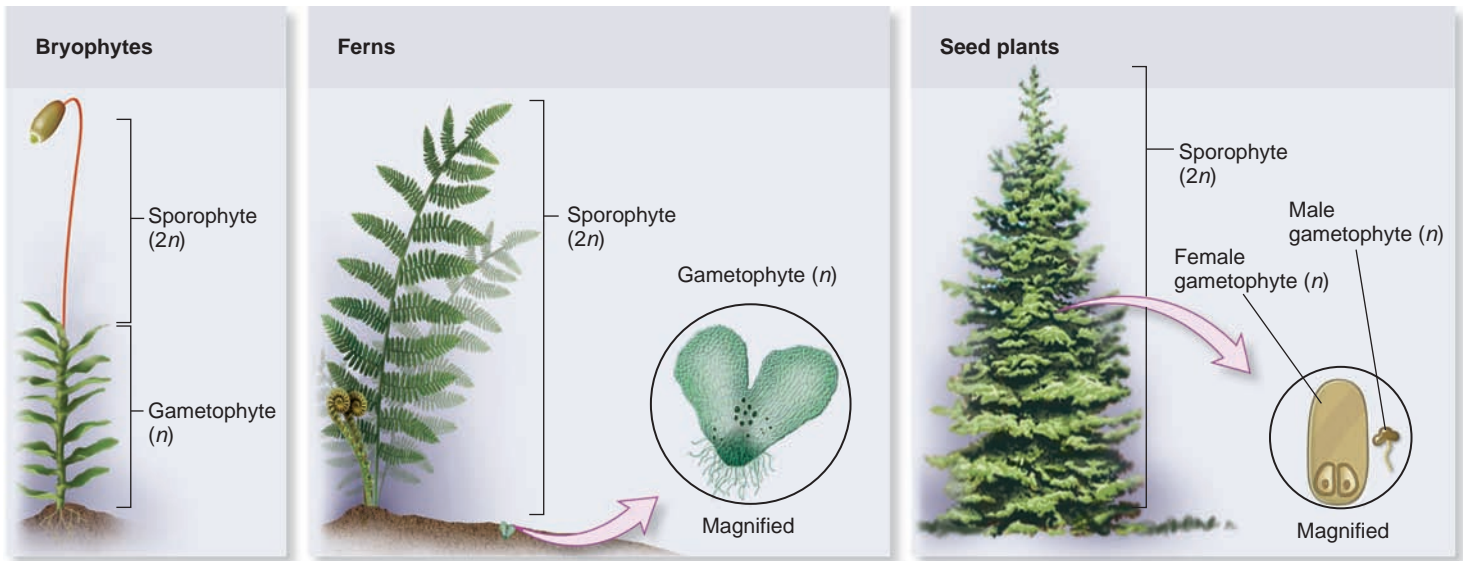 Bryophytes
Sporophyte
(2n)
Gametophyte
(n)
Ferns
Sporophyte
(2n)
Gametophyte (n)
Magnified
Seed plants
Sporophyte
(2n)
Male
gametophyte (n)
Female
gametophyte (n)
Magnified